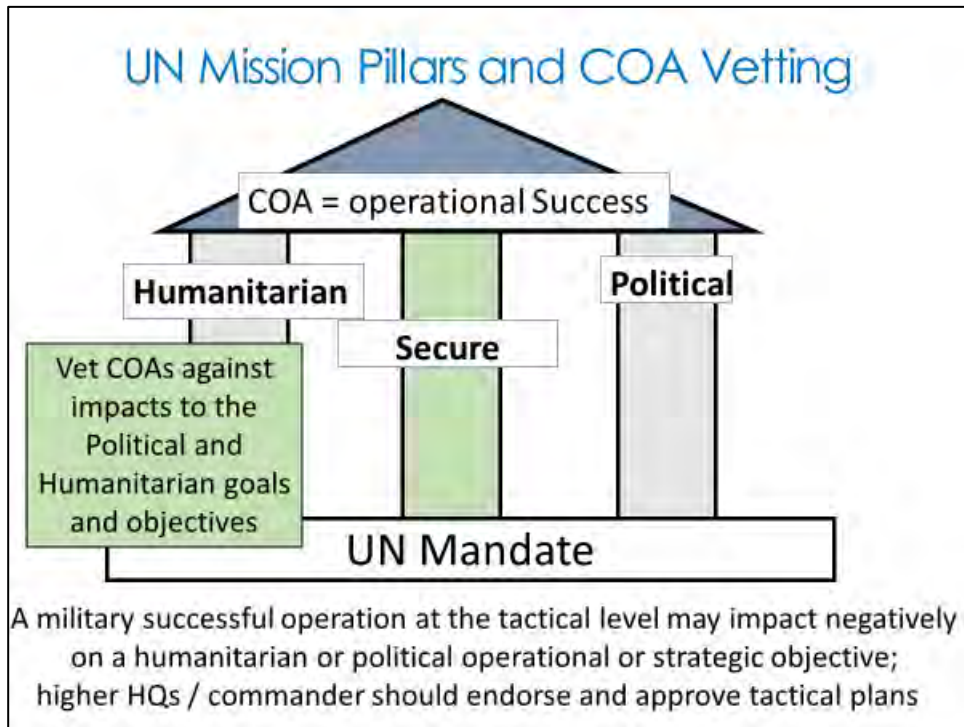 UN Mission Pillars and COA Vetting
COA = operational Success
Humanitarian
Secure
Political
Vet COAs against
impacts to the
Political and
Humanitarian goals
and objectives
UN Mandate
A military successful operation at the tactical level may impact negatively
on a humanitarian or political operational or strategic objective;
higher HQs / commander should endorse and approve tactical plans